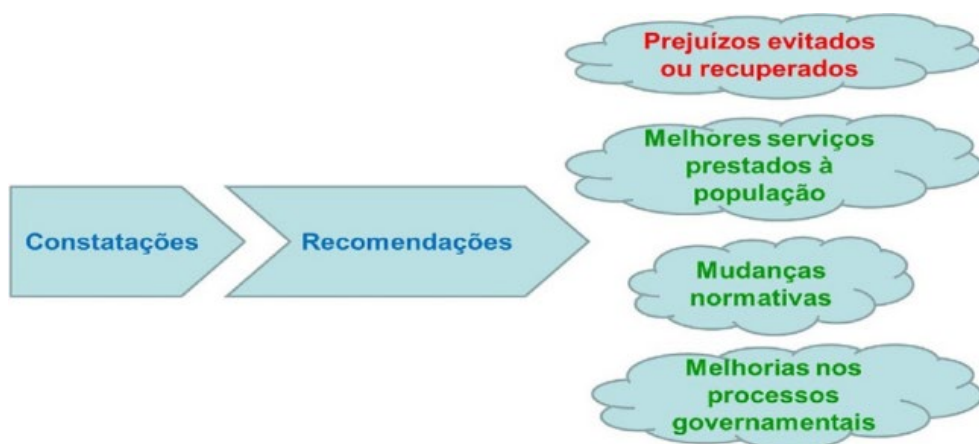 Constatações
Recomendações
Prejuízos evitados
ou recuperados
Melhores serviços
prestados à
população
Mudanças
normativas
Melhorias nos
processos
governamentais